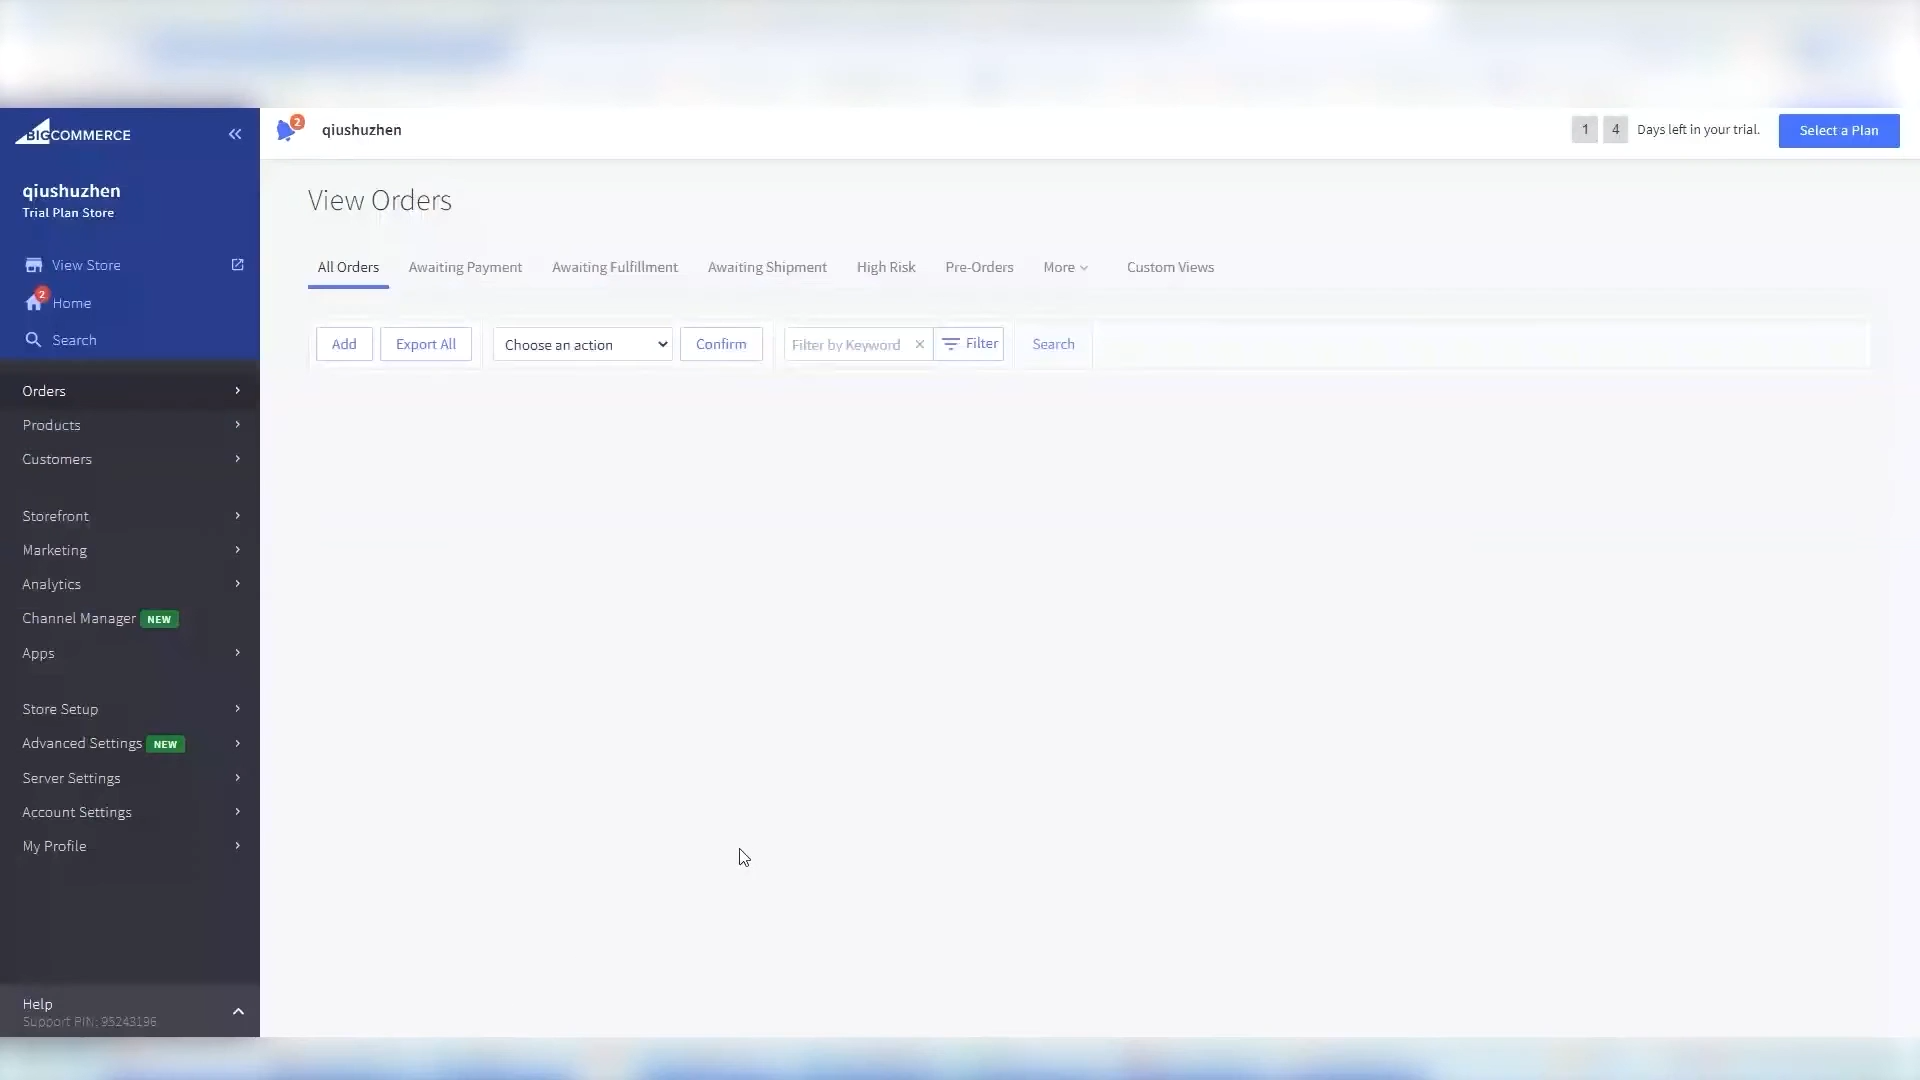 BIGCOMMERCE
2
qiushuzhen
1 4 Days left in your trial.
Select a Plan
qiushuzhen
Trial Plan Store
View Store
2
Home
Search
Orders
Products
Customers
Storefront
Marketing
Analytics
Channel Manager NEW
Apps
Store Setup
Advanced Settings NEW
Server Settings
Account Settings
My Profile
Help
Support PIN: 95243196
View Orders
All Orders Awaiting Payment Awaiting Fulfillment Awaiting Shipment High Risk Pre-Orders More Custom Views
Add Export All Choose an action Confirm Filter by Keyword Filter Search